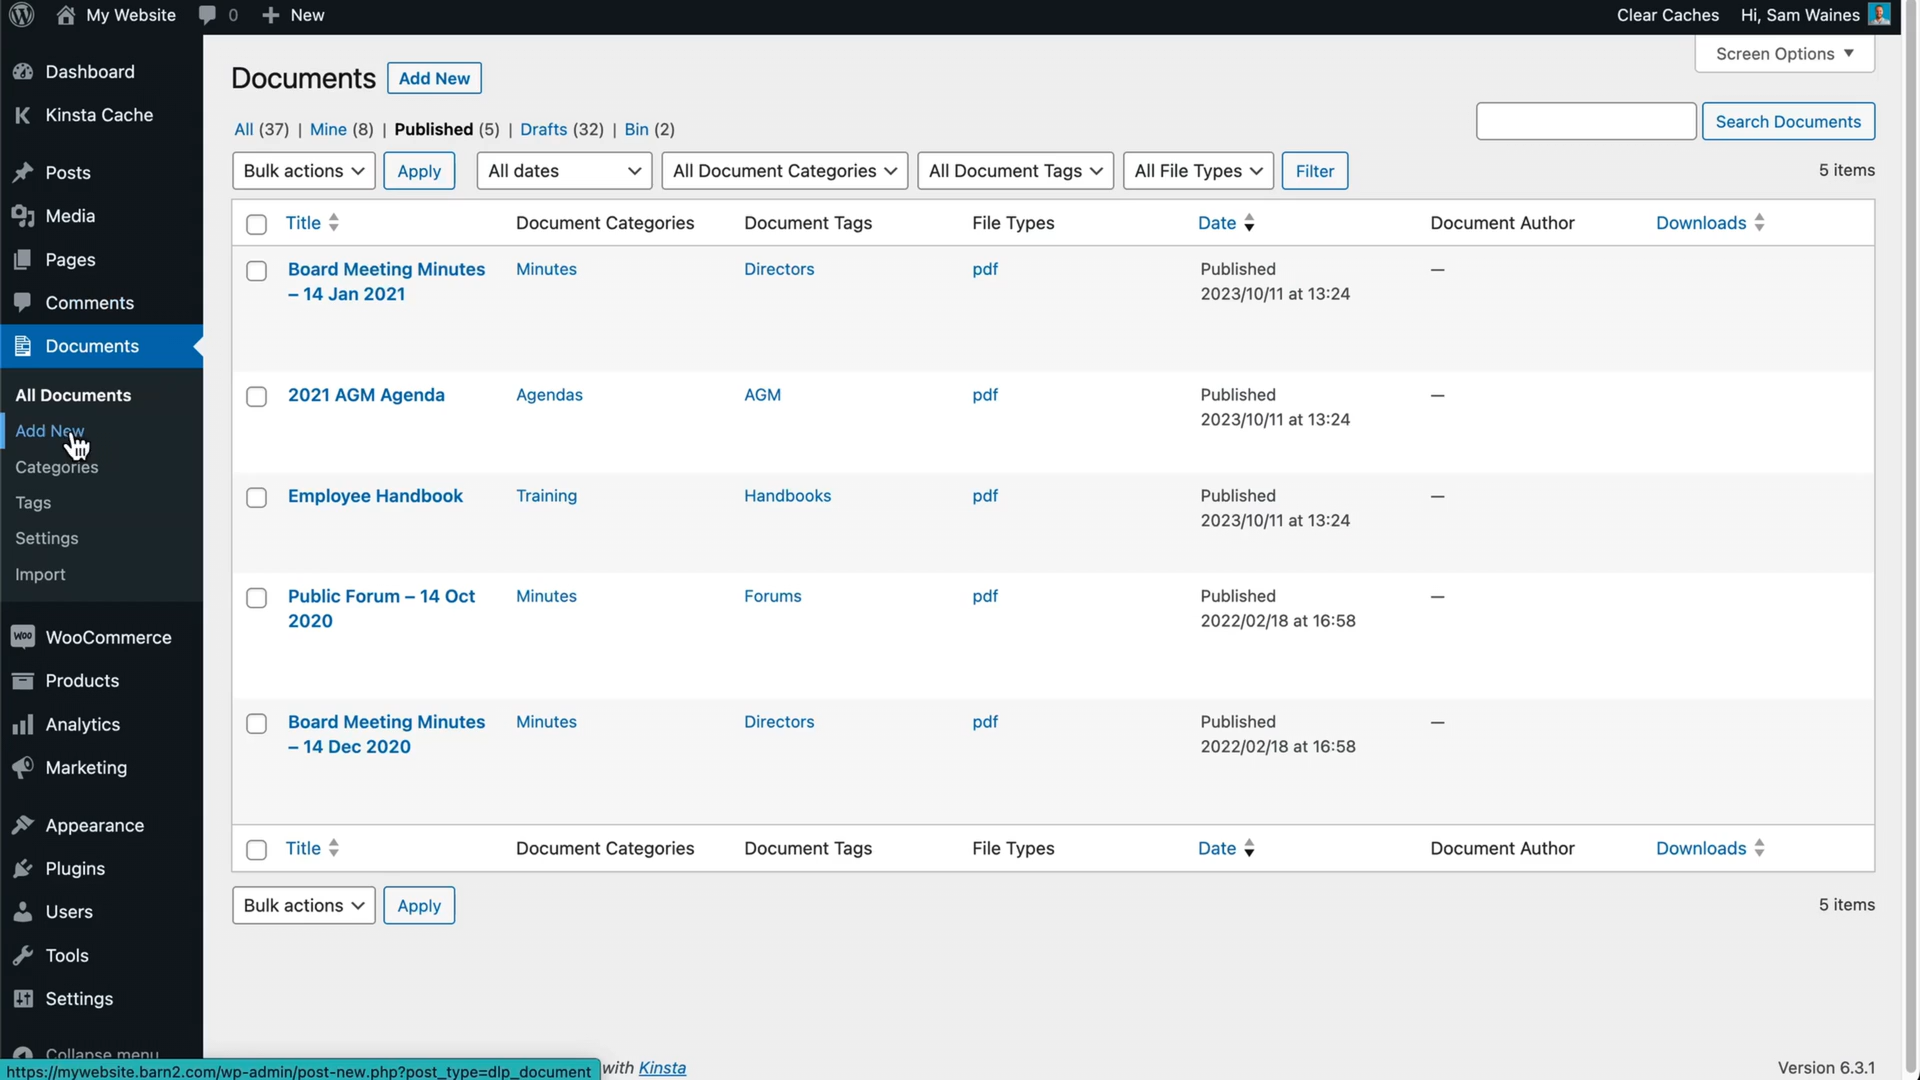 My Website 0 New Clear Caches Hi, Sam Waines
Screen Options
Dashboard
Kinsta Cache
Posts
Media
Pages
Comments
Documents
All Documents
Add New
Categories
Tags
Settings
Import
WooCommerce
Products
Analytics
Marketing
Appearance
Plugins
Users
Tools
Settings
Collapse menu
Documents Add New
All (37) | Mine (8) | Published (5) | Drafts (32) | Bin (2)
Search Documents
Bulk actions Apply All dates All Document Categories All Document Tags All File Types Filter 5 items
Title Document Categories Document Tags File Types Date Document Author Downloads
Board Meeting Minutes Minutes Directors pdf Published —
– 14 Jan 2021 2023/10/11 at 13:24
2021 AGM Agenda Agendas AGM pdf Published —
2023/10/11 at 13:24
Employee Handbook Training Handbooks pdf Published —
2023/10/11 at 13:24
Public Forum – 14 Oct Minutes Forums pdf Published —
2020 2022/02/18 at 16:58
Board Meeting Minutes Minutes Directors pdf Published —
– 14 Dec 2020 2022/02/18 at 16:58
Title Document Categories Document Tags File Types Date Document Author Downloads
Bulk actions Apply 5 items
https://mywebsite.barn2.com/wp-admin/post-new.php?post_type=dlp_document with Kinsta Version 6.3.1